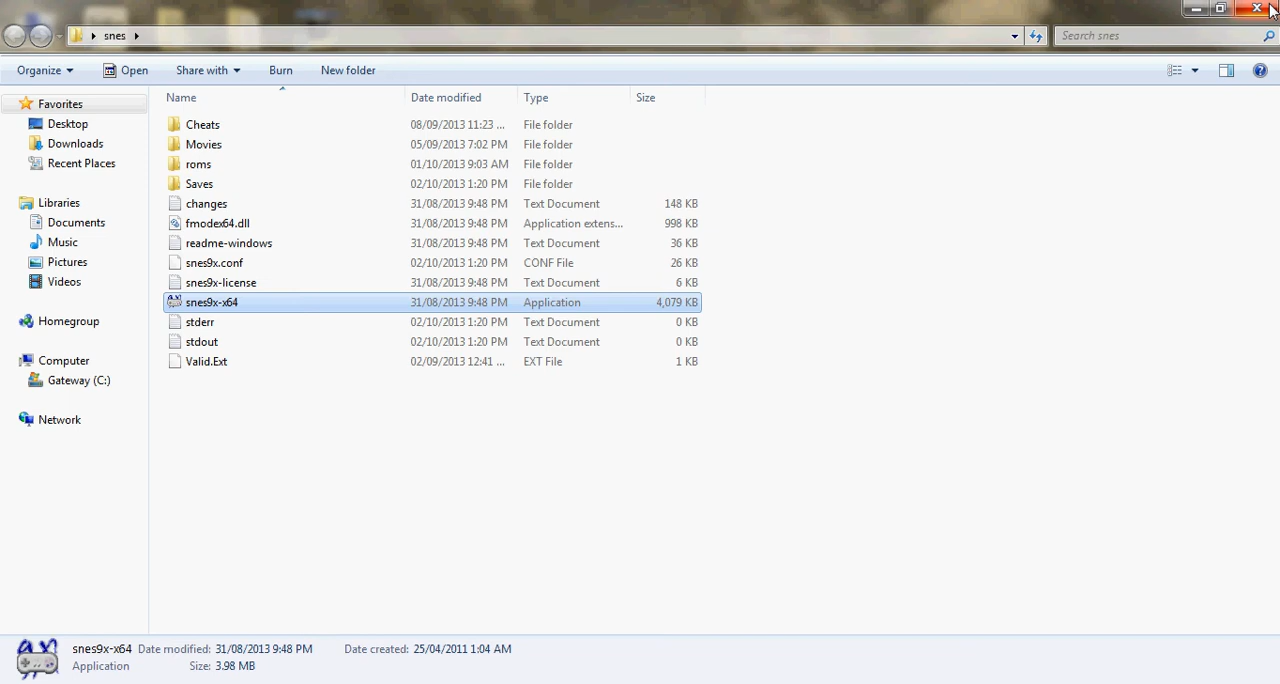 snes
Search snes
Organize Open Share with Burn New folder
Name Date modified Type Size
Favorites
Desktop
Downloads
Recent Places
Libraries
Documents
Music
Pictures
Videos
Homegroup
Computer
Gateway (C:)
Network
Cheats 08/09/2013 11:23 ... File folder
Movies 05/09/2013 7:02 PM File folder
roms 01/10/2013 9:03 AM File folder
Saves 02/10/2013 1:20 PM File folder
changes 31/08/2013 9:48 PM Text Document 148 KB
fmodex64.dll 31/08/2013 9:48 PM Application extens... 998 KB
readme-windows 31/08/2013 9:48 PM Text Document 36 KB
snes9x.conf 02/10/2013 1:20 PM CONF File 26 KB
snes9x-license 31/08/2013 9:48 PM Text Document 6 KB
snes9x-x64 31/08/2013 9:48 PM Application 4,079 KB
stderr 02/10/2013 1:20 PM Text Document 0 KB
stdout 02/10/2013 1:20 PM Text Document 0 KB
Valid.Ext 02/09/2013 12:41 ... EXT File 1 KB
snes9x-x64 Date modified: 31/08/2013 9:48 PM Date created: 25/04/2011 1:04 AM
Application Size: 3.98 MB